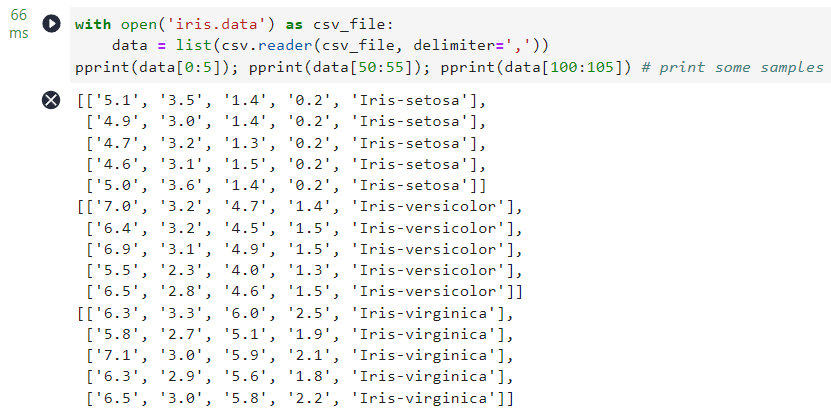 66
ms
with open('iris.data') as csv_file:
    data = list(csv.reader(csv_file, delimiter=','))
pprint(data[0:5]); pprint(data[50:55]); pprint(data[100:105]) # print some samples
[['5.1', '3.5', '1.4', '0.2', 'Iris-setosa'],
 ['4.9', '3.0', '1.4', '0.2', 'Iris-setosa'],
 ['4.7', '3.2', '1.3', '0.2', 'Iris-setosa'],
 ['4.6', '3.1', '1.5', '0.2', 'Iris-setosa'],
 ['5.0', '3.6', '1.4', '0.2', 'Iris-setosa']]
[['7.0', '3.2', '4.7', '1.4', 'Iris-versicolor'],
 ['6.4', '3.2', '4.5', '1.5', 'Iris-versicolor'],
 ['6.9', '3.1', '4.9', '1.5', 'Iris-versicolor'],
 ['5.5', '2.3', '4.0', '1.3', 'Iris-versicolor'],
 ['6.5', '2.8', '4.6', '1.5', 'Iris-versicolor']]
[['6.3', '3.3', '6.0', '2.5', 'Iris-virginica'],
 ['5.8', '2.7', '5.1', '1.9', 'Iris-virginica'],
 ['7.1', '3.0', '5.9', '2.1', 'Iris-virginica'],
 ['6.3', '2.9', '5.6', '1.8', 'Iris-virginica'],
 ['6.5', '3.0', '5.8', '2.2', 'Iris-virginica']]